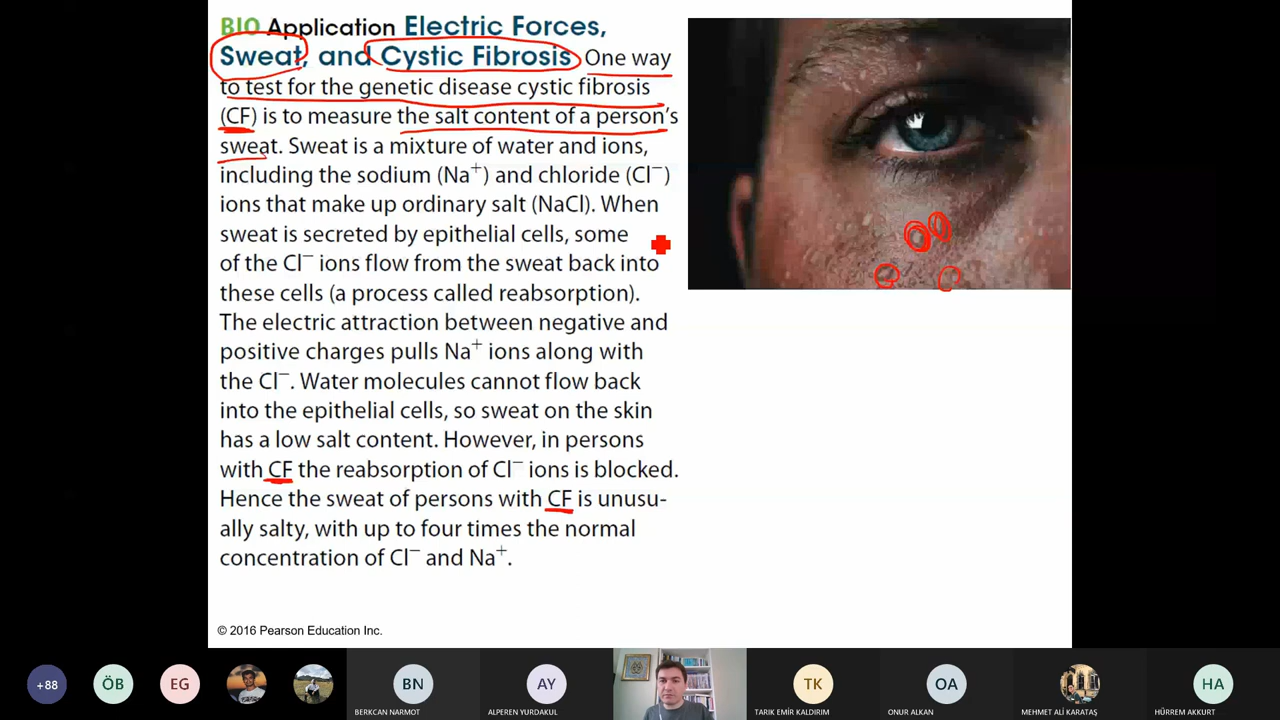 BIO Application Electric Forces,
Sweat, and Cystic Fibrosis One way
to test for the genetic disease cystic fibrosis
(CF) is to measure the salt content of a person's
sweat. Sweat is a mixture of water and ions,
including the sodium (Na⁺) and chloride (Cl⁻)
ions that make up ordinary salt (NaCl). When
sweat is secreted by epithelial cells, some
of the Cl⁻ ions flow from the sweat back into
these cells (a process called reabsorption).
The electric attraction between negative and
positive charges pulls Na⁺ ions along with
the Cl⁻. Water molecules cannot flow back
into the epithelial cells, so sweat on the skin
has a low salt content. However, in persons
with CF the reabsorption of Cl⁻ ions is blocked.
Hence the sweat of persons with CF is unusu-
ally salty, with up to four times the normal
concentration of Cl⁻ and Na⁺.
© 2016 Pearson Education Inc.
+88
ÖB
EG
BN
AY
TK
OA
HA
BERKCAN NARMOT
ALPEREN YURDAKUL
TARIK EMİR KALDIRIM
ONUR ALKAN
MEHMET ALİ KARATAŞ
HÜRREM AKKURT